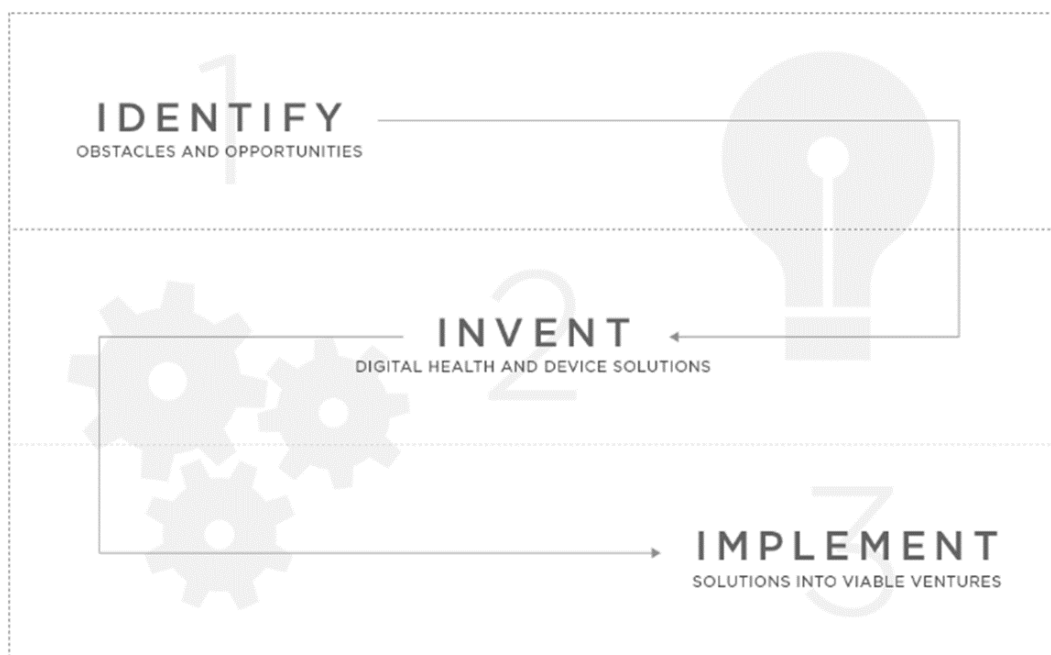 1
IDENTIFY
OBSTACLES AND OPPORTUNITIES
2
INVENT
DIGITAL HEALTH AND DEVICE SOLUTIONS
3
IMPLEMENT
SOLUTIONS INTO VIABLE VENTURES